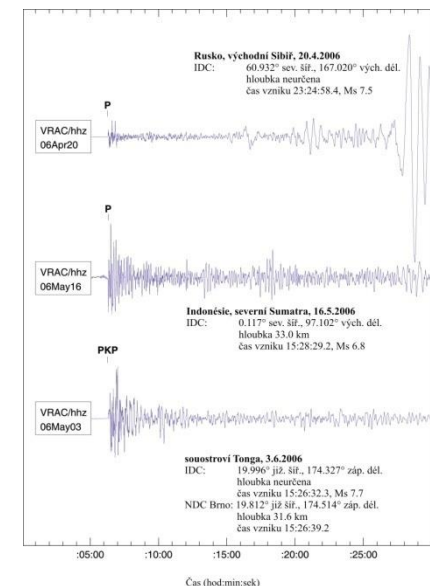 Rusko, východní Sibiř, 20.4.2006
IDC: 60.932° sev. šíř., 167.020° vých. dél.
hloubka neurčena
čas vzniku 23:24:58.4, Ms 7.5
P
VRAC/hhz
06Apr20
P
VRAC/hhz
06May16
Indonésie, severní Sumatra, 16.5.2006
IDC: 0.117° sev. šíř., 97.102° vých. dél.
hloubka 33.0 km
čas vzniku 15:28:29.2, Ms 6.8
PKP
VRAC/hhz
06May03
souostroví Tonga, 3.6.2006
IDC: 19.996° již. šíř., 174.327° záp. dél.
hloubka neurčena
čas vzniku 15:26:32.3, Ms 7.7
NDC Brno: 19.812° již šíř., 174.514° záp. dél.
hloubka 31.6 km
čas vzniku 15:26:39.2
:05:00 :10:00 :15:00 :20:00 :25:00
Čas (hod:min:sek)